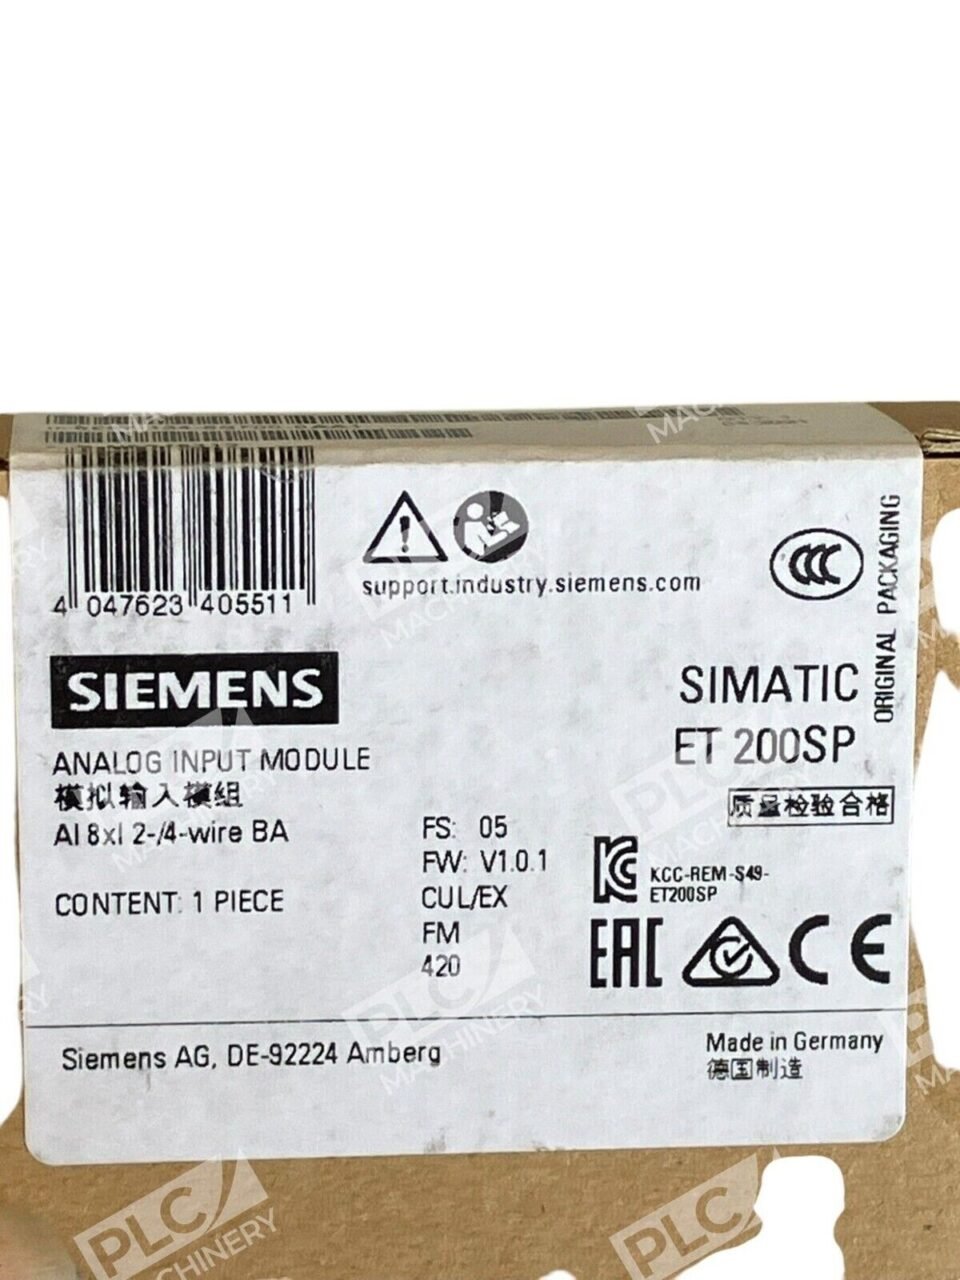 4 047623 405511
support.industry.siemens.com
CCC
ORIGINAL PACKAGING
SIEMENS
SIMATIC
ET 200SP
ANALOG INPUT MODULE
模拟输入模组
AI 8xI 2-/4-wire BA
质量检验合格
FS: 05
FW: V1.0.1
KCC-REM-S49-
ET200SP
CONTENT: 1 PIECE
CUL/EX
FM
420
EAC
CE
Siemens AG, DE-92224 Amberg
Made in Germany
德国制造
PLC
MACHINERY